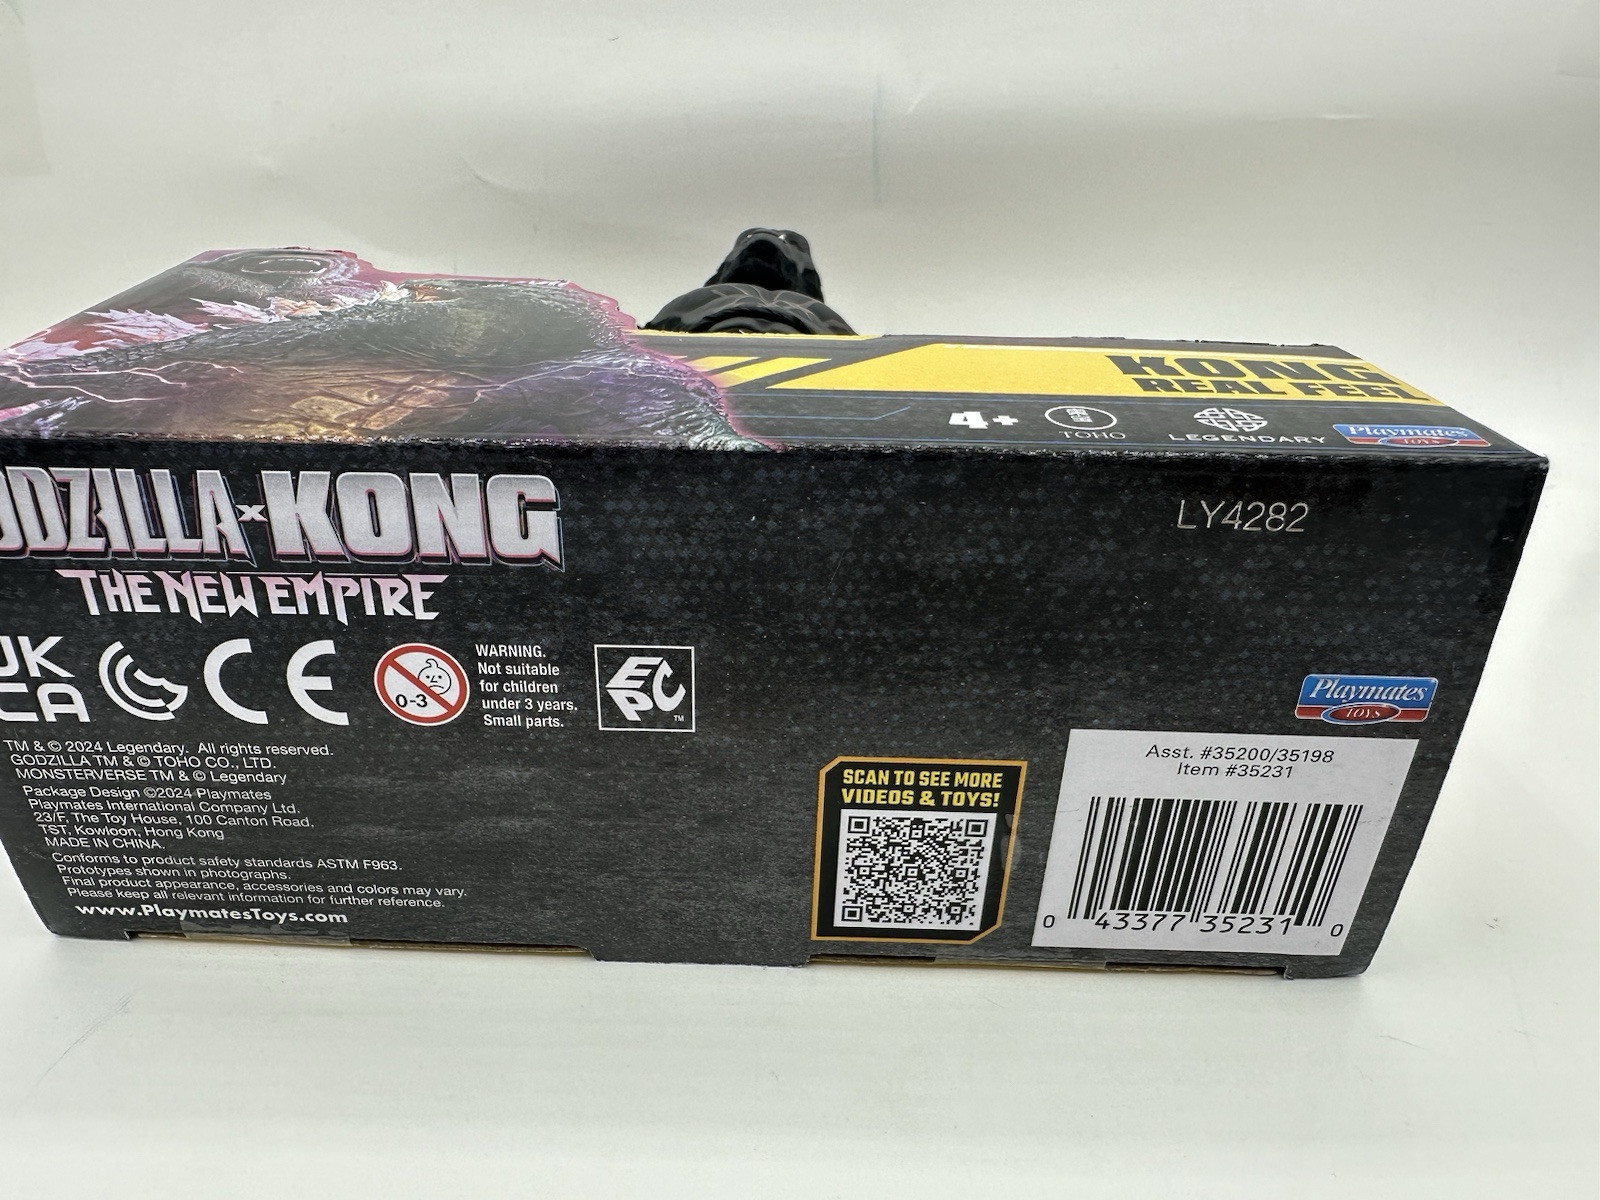 KONG
REAL FEEL
4+
TOHO
LEGENDARY
Playmates
TOYS
ODZILLA x KONG
THE NEW EMPIRE
LY4282
UK
CA
CE
0-3
WARNING.
Not suitable
for children
under 3 years.
Small parts.
EPC
TM
TM & © 2024 Legendary. All rights reserved.
GODZILLA TM & © TOHO CO., LTD.
MONSTERVERSE TM & © Legendary
Package Design ©2024 Playmates
Playmates International Company Ltd.
23/F, The Toy House, 100 Canton Road,
TST, Kowloon, Hong Kong
MADE IN CHINA.
Conforms to product safety standards ASTM F963.
Prototypes shown in photographs.
Final product appearance, accessories and colors may vary.
Please keep all relevant information for further reference.
www.PlaymatesToys.com
SCAN TO SEE MORE
VIDEOS & TOYS!
Playmates
TOYS
Asst. #35200/35198
Item #35231
0 43377 35231 0